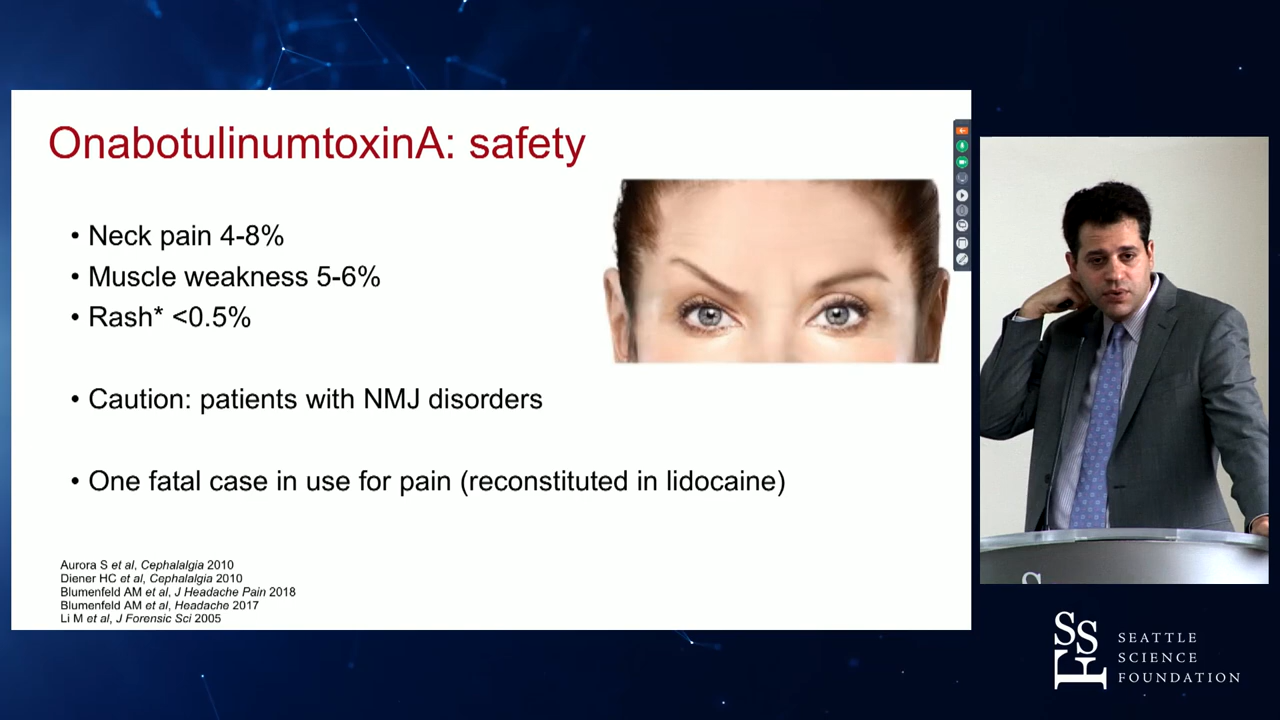 OnabotulinumtoxinA: safety
• Neck pain 4-8%
• Muscle weakness 5-6%
• Rash* <0.5%
• Caution: patients with NMJ disorders
• One fatal case in use for pain (reconstituted in lidocaine)
Aurora S et al, Cephalalgia 2010
Diener HC et al, Cephalalgia 2010
Blumenfeld AM et al, J Headache Pain 2018
Blumenfeld AM et al, Headache 2017
Li M et al, J Forensic Sci 2005
S
SSF
SEATTLE
SCIENCE
FOUNDATION